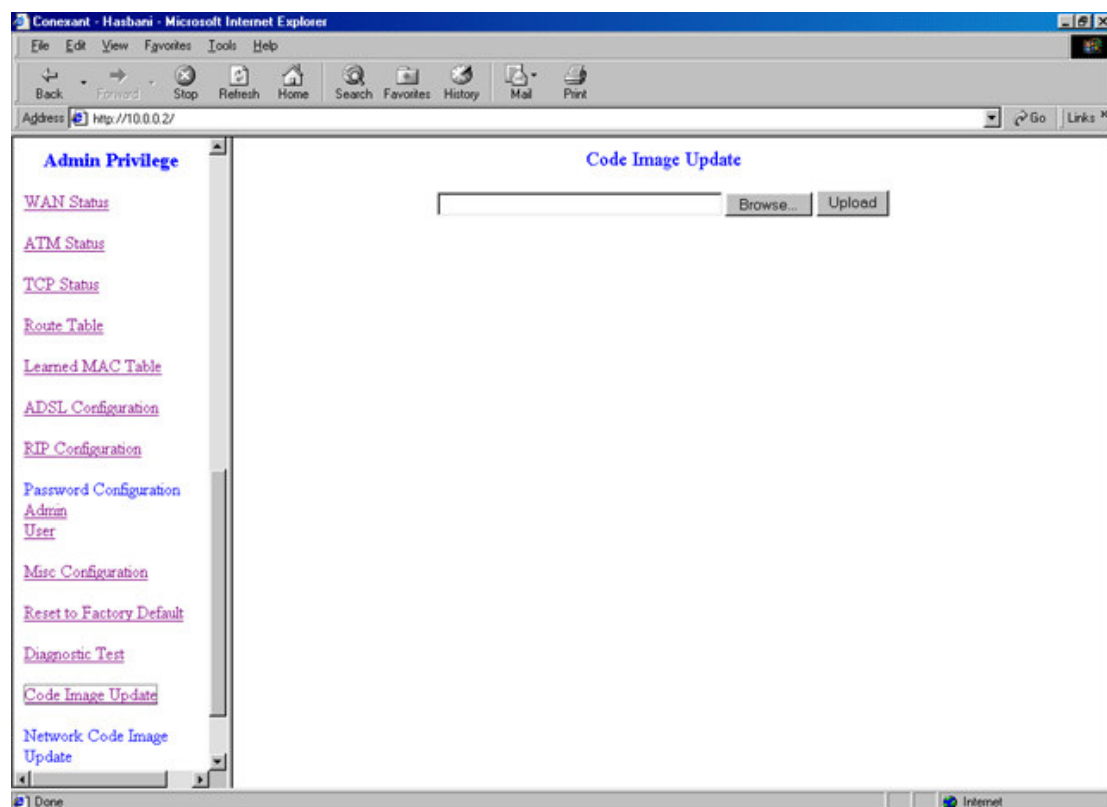 Conexant - Hasbani - Microsoft Internet Explorer
File Edit View Favorites Tools Help
Back Forward Stop Refresh Home Search Favorites History Mail Print
Address http://10.0.0.2/ Go Links »
Admin Privilege
WAN Status
ATM Status
TCP Status
Route Table
Learned MAC Table
ADSL Configuration
RIP Configuration
Password Configuration
Admin
User
Misc Configuration
Reset to Factory Default
Diagnostic Test
Code Image Update
Network Code Image
Update
Code Image Update
Browse... Upload
Done Internet